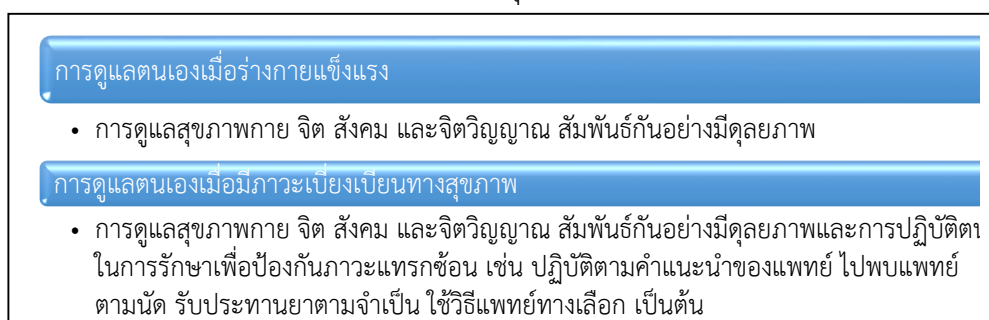 การดูแลตนเองเมื่อร่างกายแข็งแรง
• การดูแลสุขภาพกาย จิต สังคม และจิตวิญญาณ สัมพันธ์กันอย่างมีดุลยภาพ
การดูแลตนเองเมื่อมีภาวะเบี่ยงเบียนทางสุขภาพ
• การดูแลสุขภาพกาย จิต สังคม และจิตวิญญาณ สัมพันธ์กันอย่างมีดุลยภาพและการปฏิบัติตน
ในการรักษาเพื่อป้องกันภาวะแทรกซ้อน เช่น ปฏิบัติตามคำแนะนำของแพทย์ ไปพบแพทย์
ตามนัด รับประทานยาตามจำเป็น ใช้วิธีแพทย์ทางเลือก เป็นต้น